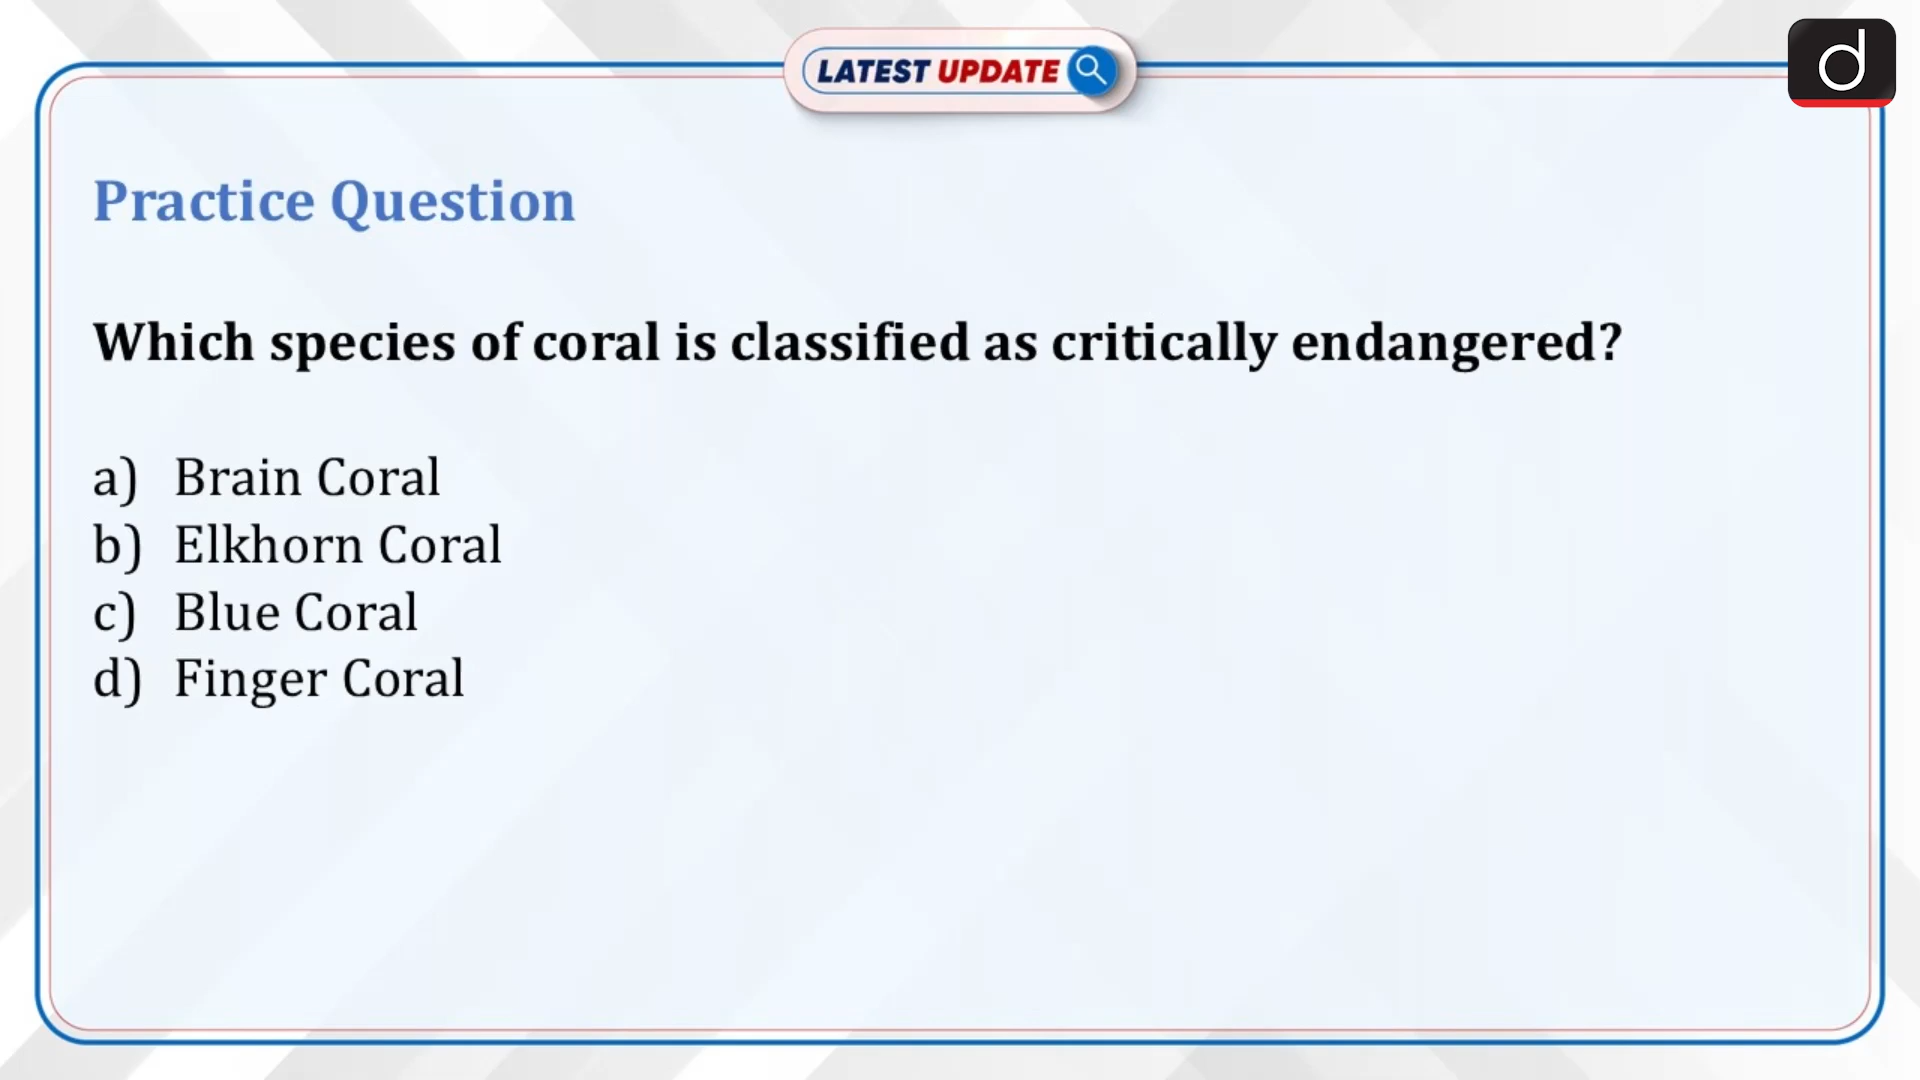 LATEST UPDATE
d
Practice Question
Which species of coral is classified as critically endangered?
a) Brain Coral
b) Elkhorn Coral
c) Blue Coral
d) Finger Coral